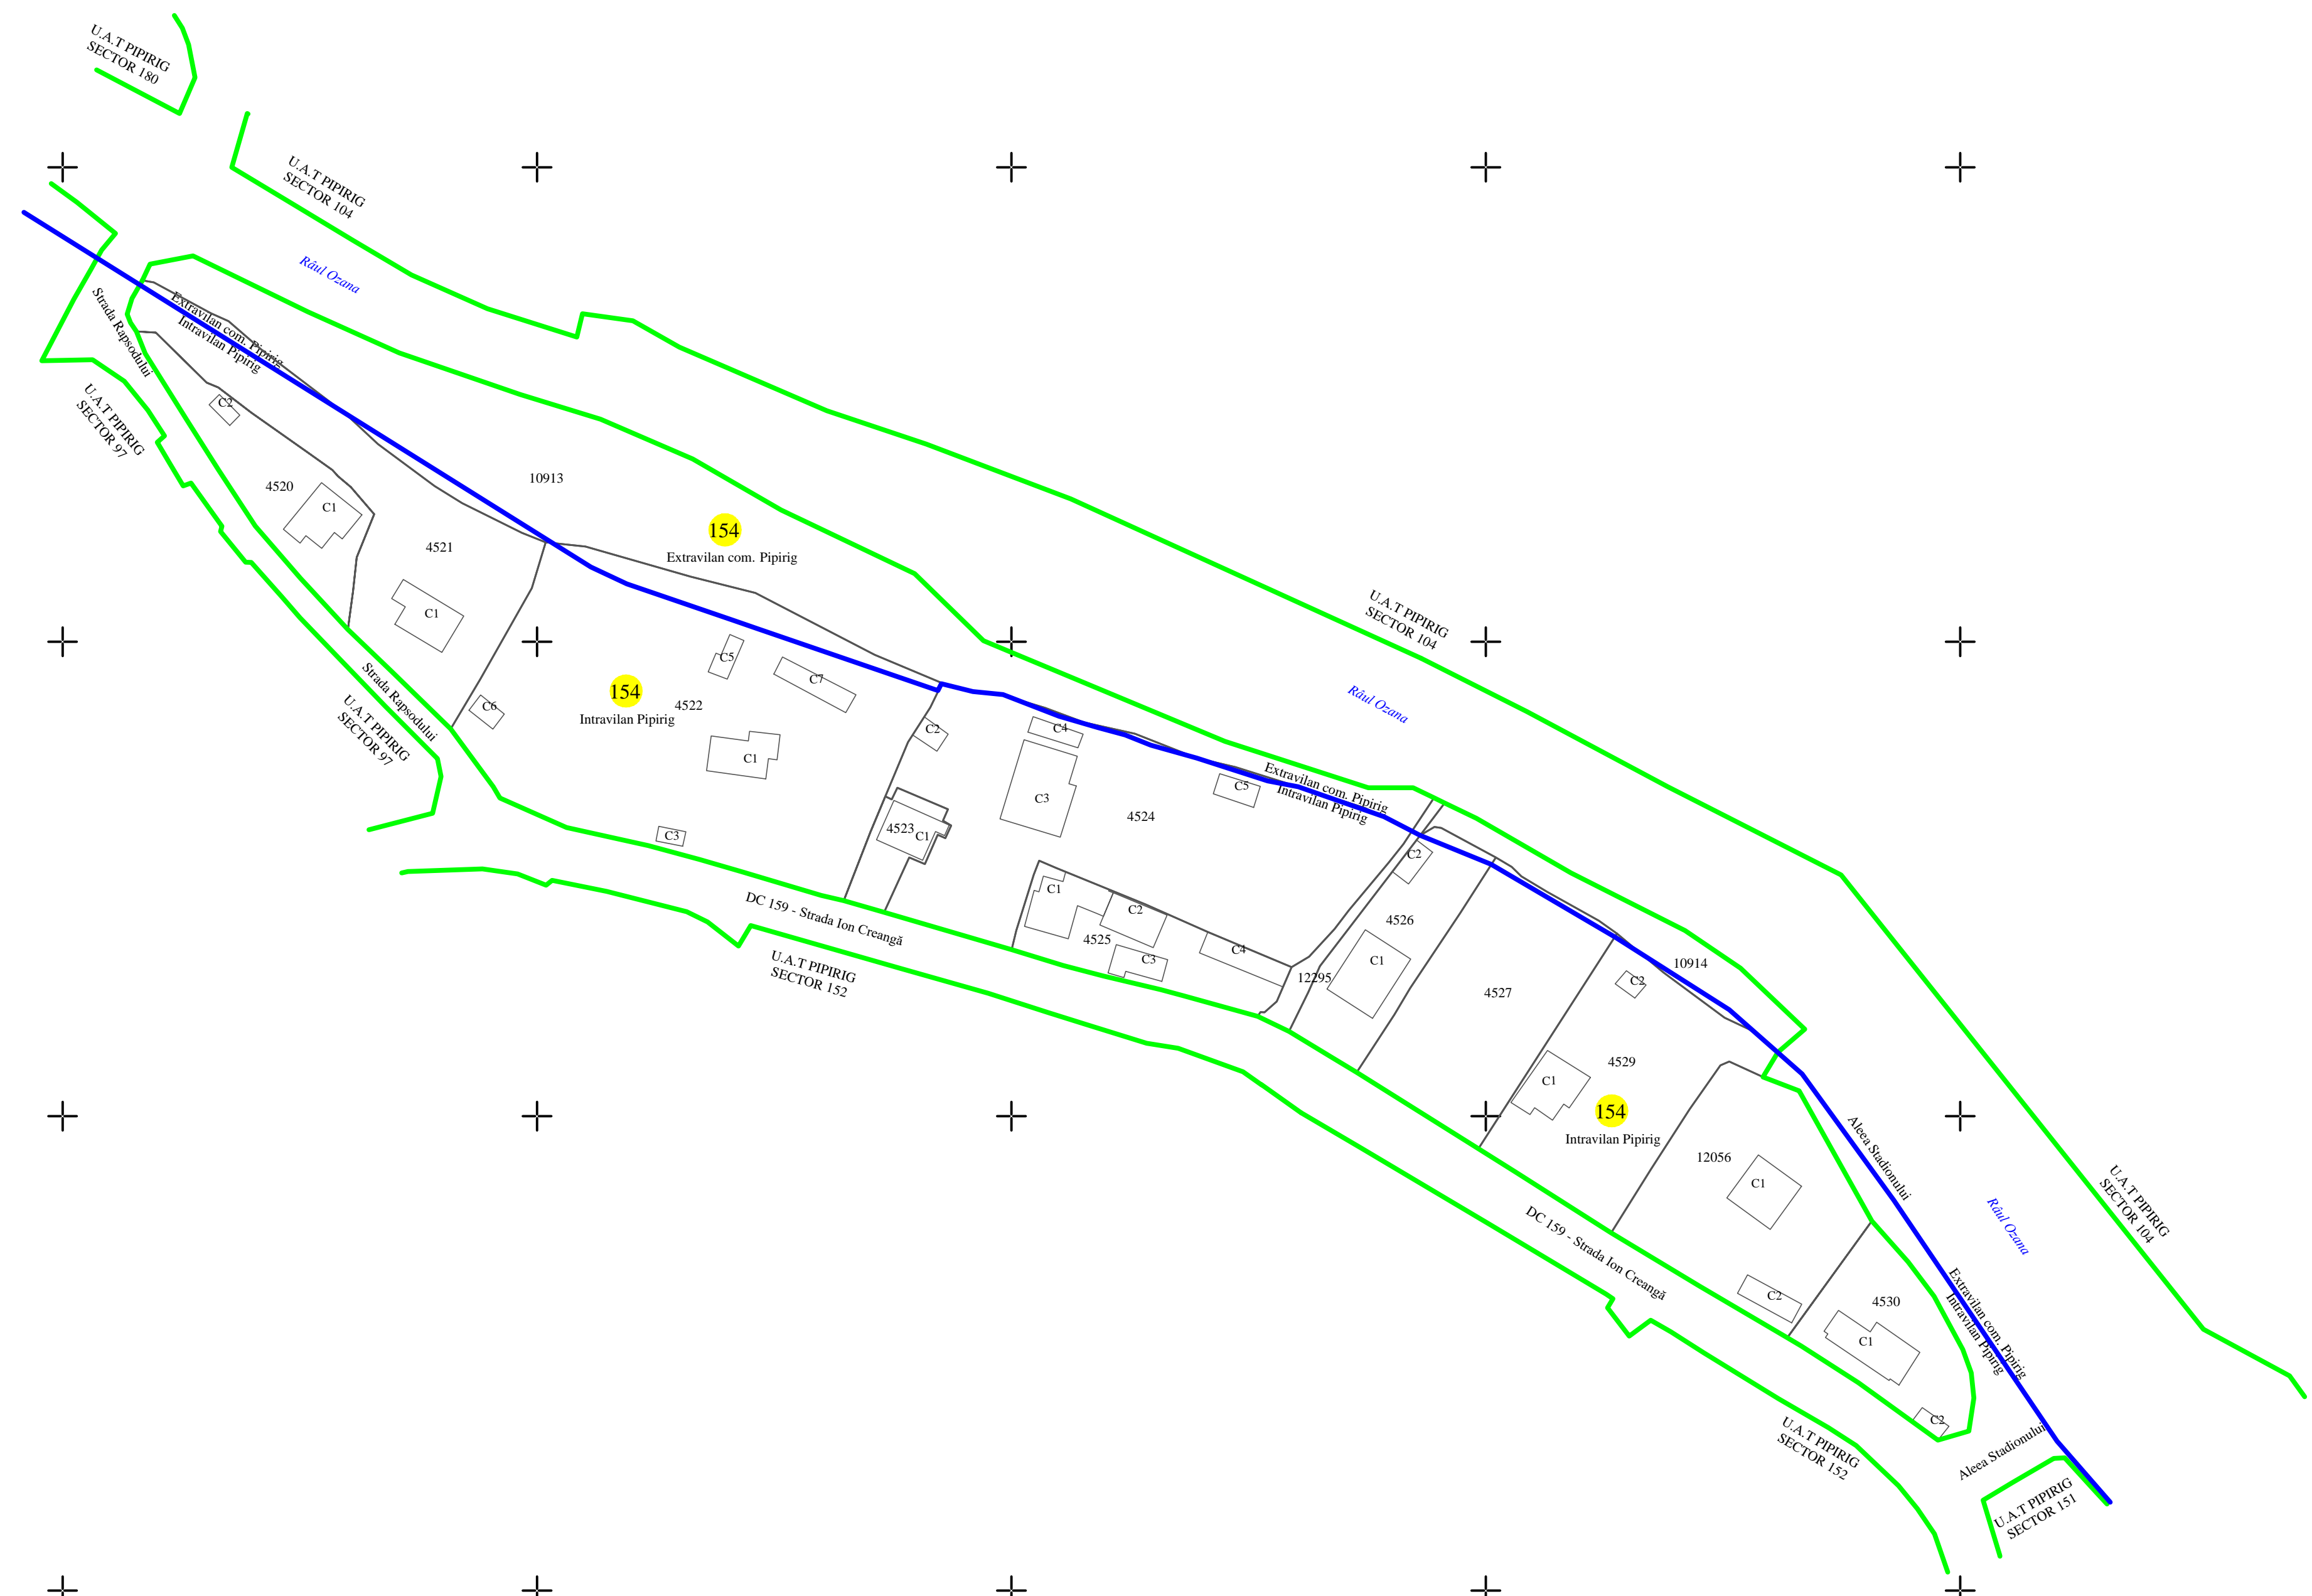 U.A.T PIPIRIG
SECTOR 180
U.A.T PIPIRIG
SECTOR 104
Râul Ozana
Strada Rapsodului
Extravilan com. Pipirig
Intravilan Pipirig
U.A.T PIPIRIG
SECTOR 97
C2
4520
C1
10913
4521
C1
154
Extravilan com. Pipirig
U.A.T PIPIRIG
SECTOR 104
Râul Ozana
Strada Rapsodului
U.A.T PIPIRIG
SECTOR 97
C6
154
Intravilan Pipirig
4522
C5
C7
C1
C3
C2
4523
C1
C4
C3
4524
C5
Extravilan com. Pipirig
Intravilan Pipirig
DC 159 - Strada Ion Creangă
U.A.T PIPIRIG
SECTOR 152
C1
C2
4525
C3
C4
12295
C2
4526
C1
4527
10914
C2
4529
C1
154
Intravilan Pipirig
12056
C1
C2
Aleea Stadionului
Râul Ozana
U.A.T PIPIRIG
SECTOR 104
DC 159 - Strada Ion Creangă
4530
C1
C2
Extravilan com. Pipirig
Intravilan Pipirig
U.A.T PIPIRIG
SECTOR 152
Aleea Stadionului
U.A.T PIPIRIG
SECTOR 151